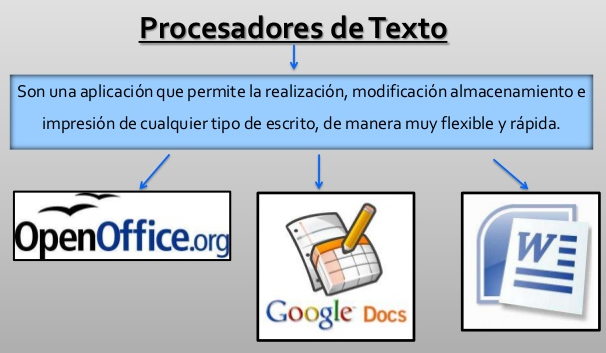 Procesadores de Texto
Son una aplicación que permite la realización, modificación almacenamiento e
impresión de cualquier tipo de escrito, de manera muy flexible y rápida.
OpenOffice.org
Google Docs
W